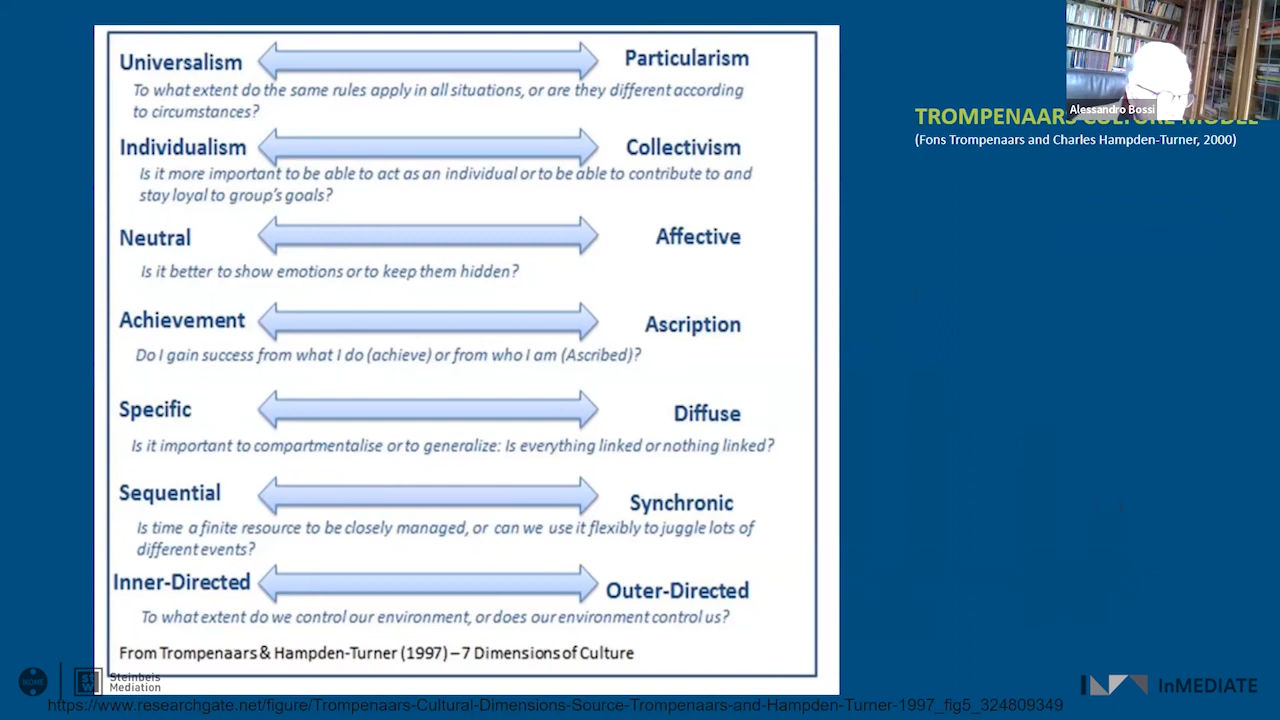 Universalism Particularism
To what extent do the same rules apply in all situations, or are they different according
to circumstances?
Individualism Collectivism
Is it more important to be able to act as an individual or to be able to contribute to and
stay loyal to group's goals?
Neutral Affective
Is it better to show emotions or to keep them hidden?
Achievement Ascription
Do I gain success from what I do (achieve) or from who I am (Ascribed)?
Specific Diffuse
Is it important to compartmentalise or to generalize: Is everything linked or nothing linked?
Sequential Synchronic
Is time a finite resource to be closely managed, or can we use it flexibly to juggle lots of
different events?
Inner-Directed Outer-Directed
To what extent do we control our environment, or does our environment control us?
From Trompenaars & Hampden-Turner (1997) – 7 Dimensions of Culture
Alessandro Bossi
TROMPENAARS CULTURE MODEL
(Fons Trompenaars and Charles Hampden-Turner, 2000)
Steinbeis
Mediation
InMEDIATE
https://www.researchgate.net/figure/Trompenaars-Cultural-Dimensions-Source-Trompenaars-and-Hampden-Turner-1997_fig5_324809349